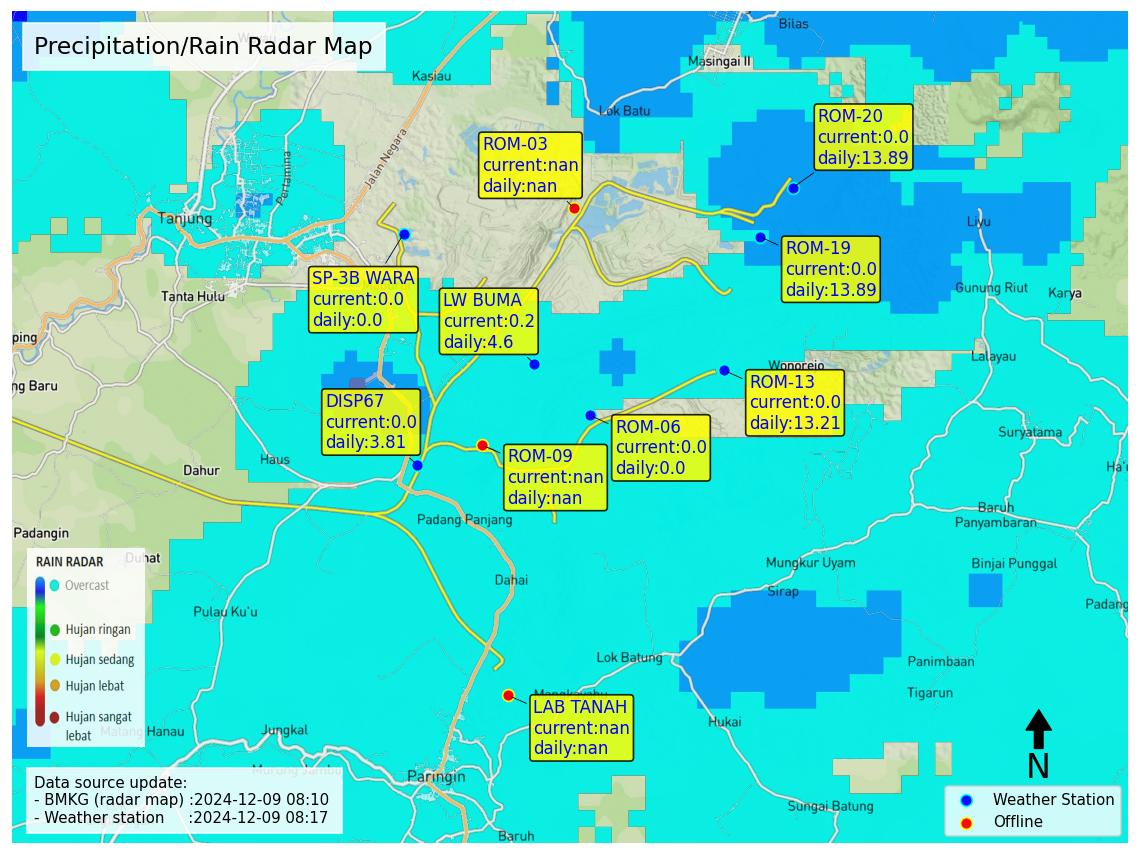 Precipitation/Rain Radar Map
Bilas
Masingai II
Kasiau
Lok Batu
Jalan Negara
Pertamina
Tanjung
Tanta Hulu
ROM-03
current:nan
daily:nan
ROM-20
current:0.0
daily:13.89
Liyu
ROM-19
current:0.0
daily:13.89
SP-3B WARA
current:0.0
daily:0.0
LW BUMA
current:0.2
daily:4.6
Gunung Riut
Karya
ping
ng Baru
Lalayau
Wonorejo
ROM-13
current:0.0
daily:13.21
DISP67
current:0.0
daily:3.81
ROM-06
current:0.0
daily:0.0
Suryatama
ROM-09
current:nan
daily:nan
Haus
Dahur
Ha'u
Padang Panjang
Baruh
Panyambaran
Padangin
Duhat
Mungkur Uyam
Binjai Punggal
Dahai
Sirap
Padang
Pulau Ku'u
RAIN RADAR
Overcast
Hujan ringan
Hujan sedang
Hujan lebat
Hujan sangat
lebat
Lok Batung
Panimbaan
Tigarun
LAB TANAH
current:nan
daily:nan
Hukai
Matang Hanau
Jungkal
Murung Jambu
Paringin
N
Sungai Batung
Baruh
Data source update:
- BMKG (radar map) :2024-12-09 08:10
- Weather station :2024-12-09 08:17
Weather Station
Offline